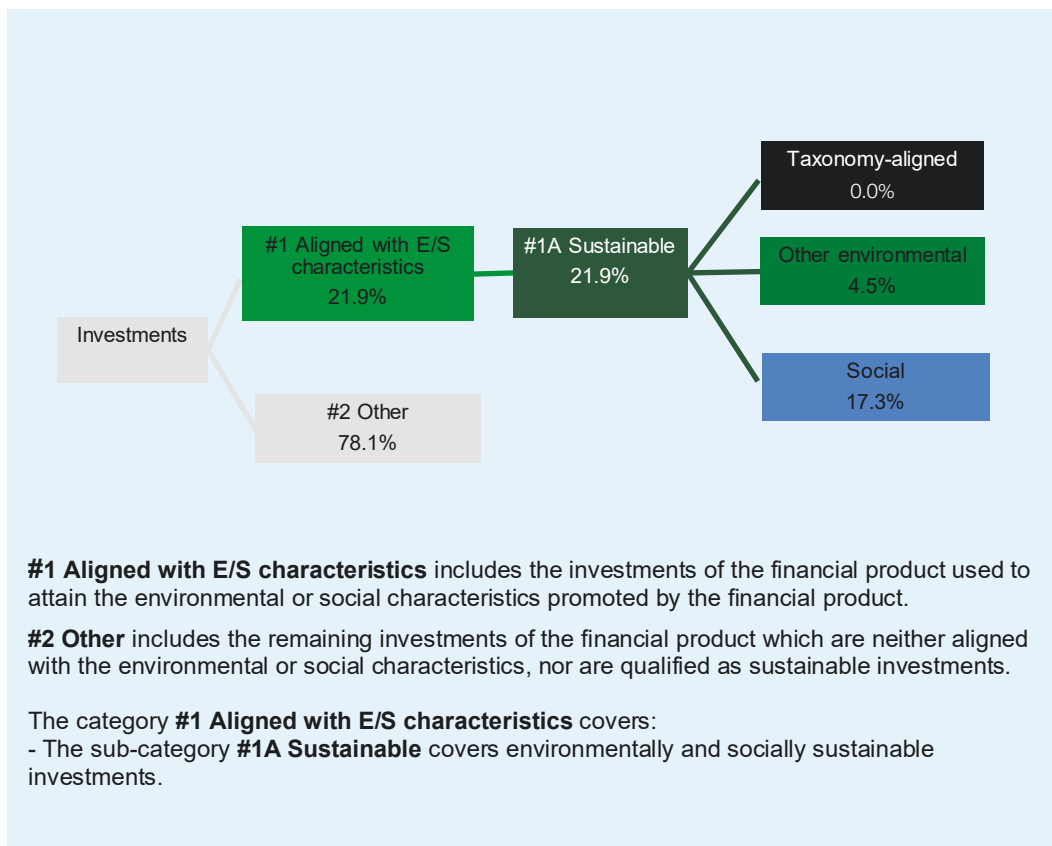 Taxonomy-aligned
0.0%
#1 Aligned with E/S
characteristics
21.9%
#1A Sustainable
21.9%
Other environmental
4.5%
Investments
Social
17.3%
#2 Other
78.1%
#1 Aligned with E/S characteristics includes the investments of the financial product used to
attain the environmental or social characteristics promoted by the financial product.
#2 Other includes the remaining investments of the financial product which are neither aligned
with the environmental or social characteristics, nor are qualified as sustainable investments.
The category #1 Aligned with E/S characteristics covers:
- The sub-category #1A Sustainable covers environmentally and socially sustainable
investments.